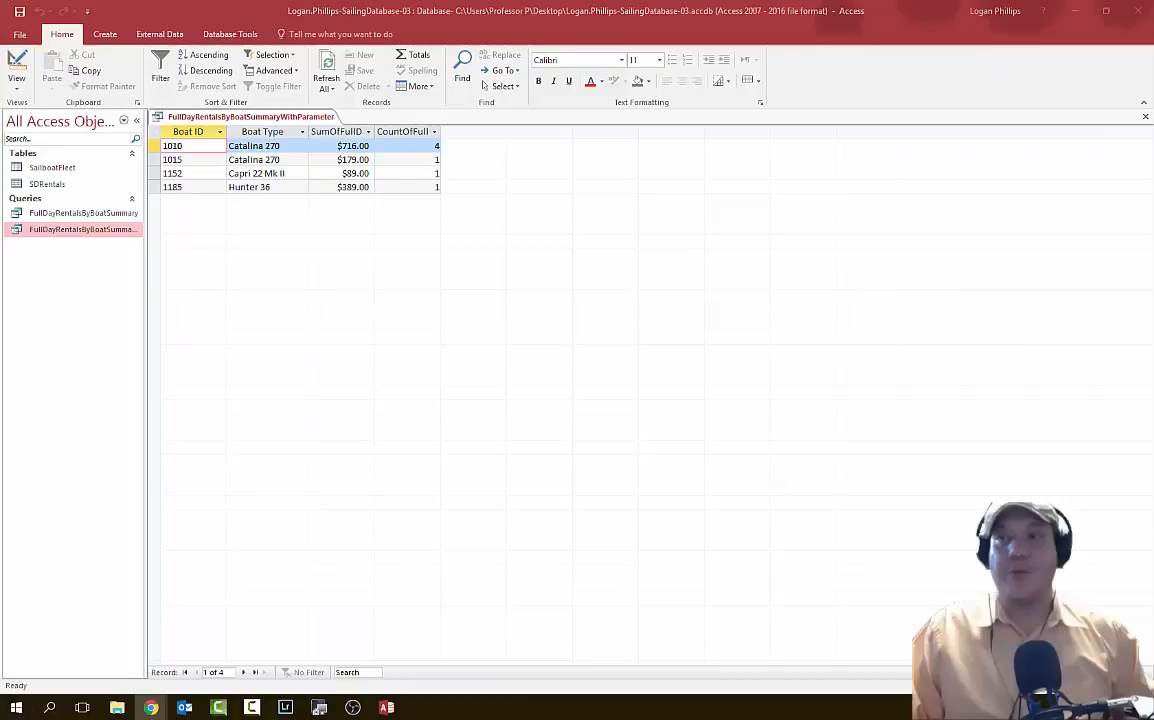 Logan.Phillips-SailingDatabase-03 : Database- C:\Users\Professor P\Desktop\Logan.Phillips-SailingDatabase-03.accdb (Access 2007 - 2016 file format) - Access
Logan Phillips
?
File Home Create External Data Database Tools Tell me what you want to do
View
Views
Paste
Cut
Copy
Format Painter
Clipboard
Filter
Ascending
Descending
Remove Sort
Selection
Advanced
Toggle Filter
Sort & Filter
Refresh
All
New
Save
Delete
Totals
Spelling
More
Records
Find
Replace
Go To
Select
Find
Calibri 11
B I U A
Text Formatting
All Access Obje...
Search..
Tables
SailboatFleet
SDRentals
Queries
FullDayRentalsByBoatSummary
FullDayRentalsByBoatSumma...
FullDayRentalsByBoatSummaryWithParameter
Boat ID Boat Type SumOfFullD CountOfFull
1010 Catalina 270 $716.00 4
1015 Catalina 270 $179.00 1
1152 Capri 22 Mk II $89.00 1
1185 Hunter 36 $389.00 1
Record: 1 of 4 No Filter Search
Ready